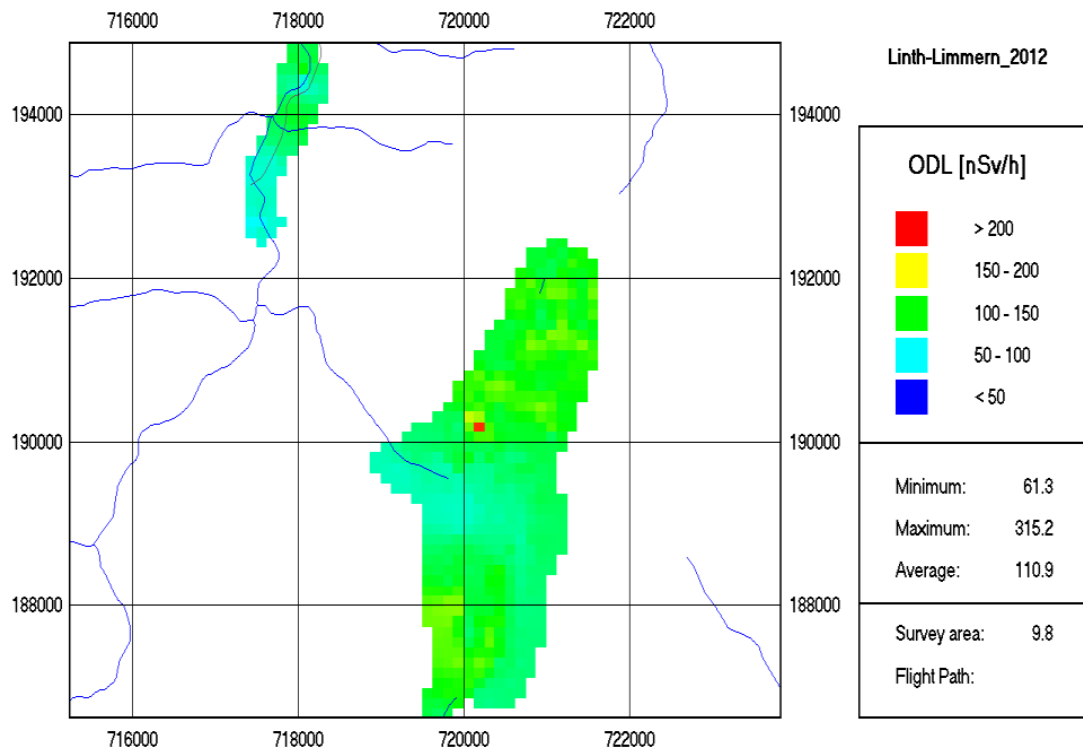 716000 718000 720000 722000
Linth-Limmern_2012
194000 194000
192000 192000
190000 190000
188000 188000
716000 718000 720000 722000
ODL [nSv/h]
> 200
150 - 200
100 - 150
50 - 100
< 50
Minimum: 61.3
Maximum: 315.2
Average: 110.9
Survey area: 9.8
Flight Path: